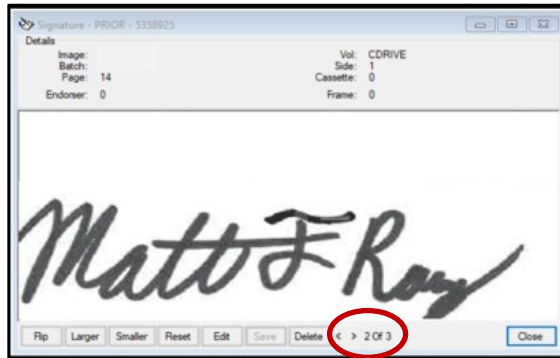 Signature - PRIOR - 5358925
Details
Image: Vol: CDRIVE
Batch: Side: 1
Page: 14 Cassette: 0
Endorser: 0 Frame: 0
Matt F Ray
Flip Larger Smaller Reset Edit Save Delete < > 2 Of 3 Close